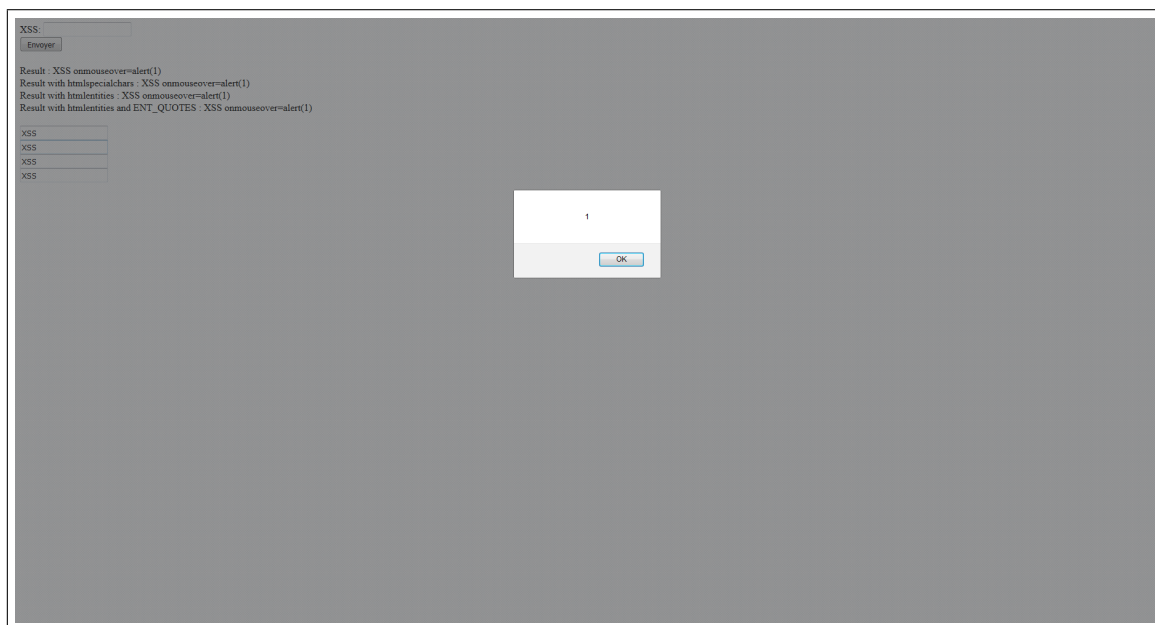 XSS:
Envoyer
Result : XSS onmouseover=alert(1)
Result with htmlspecialchars : XSS onmouseover=alert(1)
Result with htmlentities : XSS onmouseover=alert(1)
Result with htmlentities and ENT_QUOTES : XSS onmouseover=alert(1)
XSS
XSS
XSS
XSS
1
OK